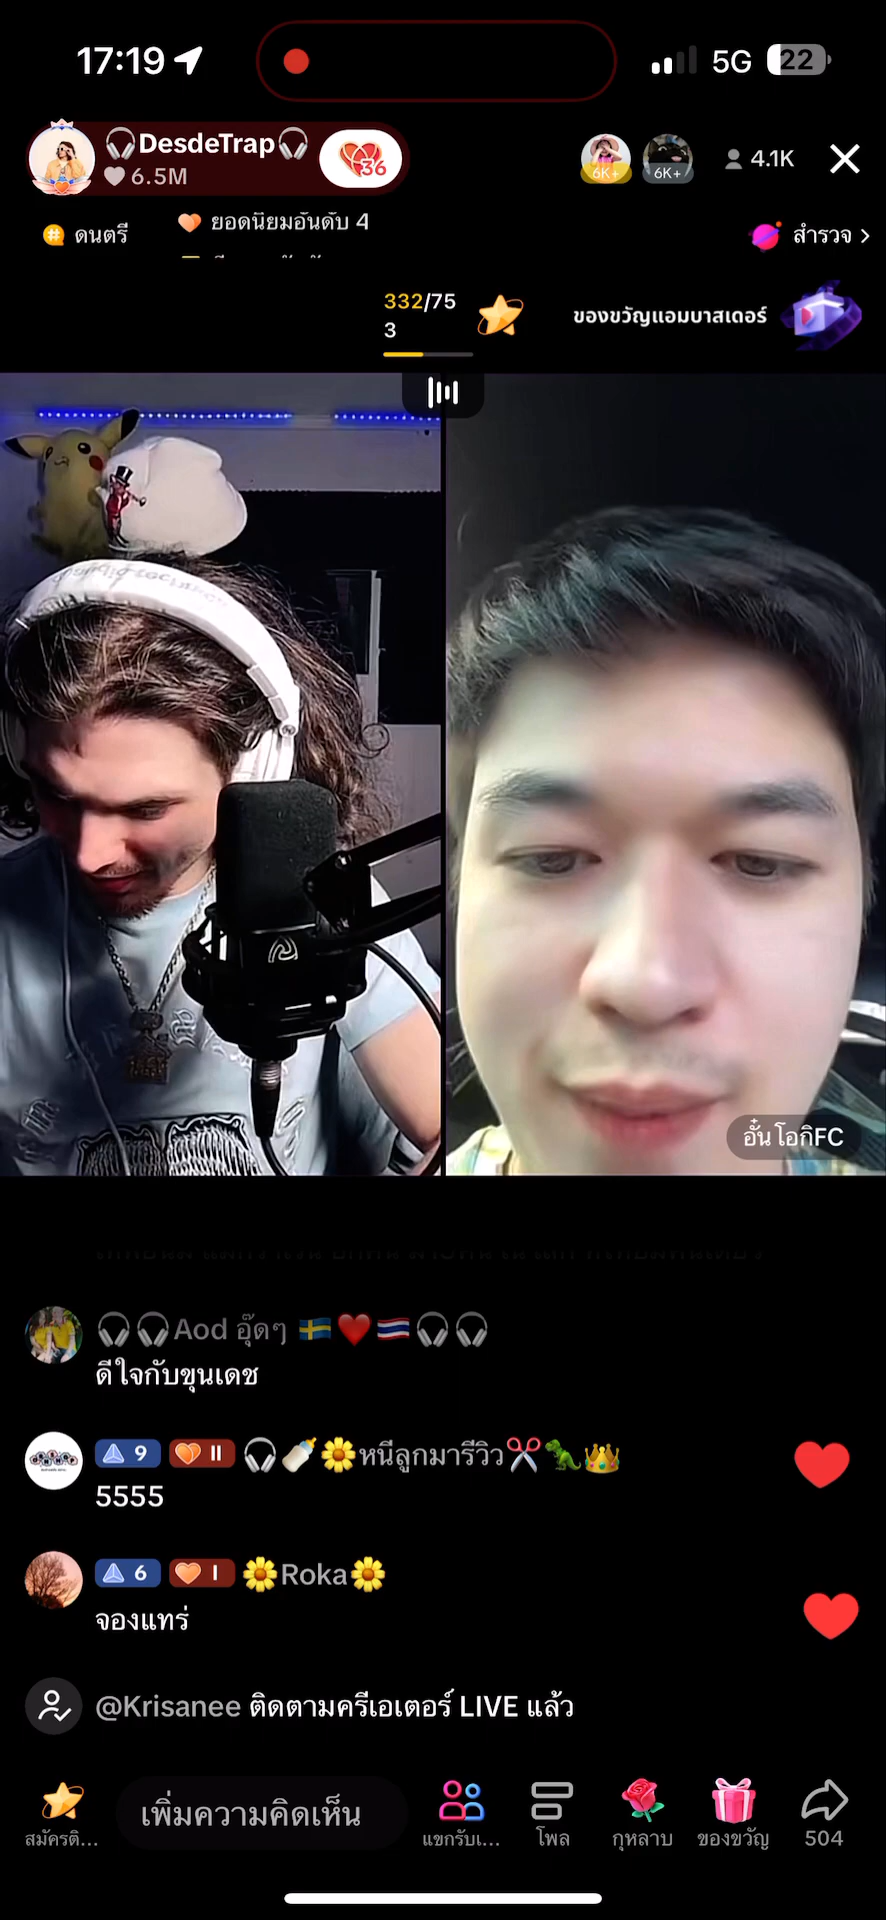 17:19
5G
22
🎧DesdeTrap🎧
6.5M
36
6K+
6K+
4.1K
ดนตรี
ยอดนิยมอันดับ 4
สำรวจ
332/75
3
ของขวัญแอมบาสเดอร์
audio-technica
อั๋น โอกิFC
🎧🎧Aod อุ๊ดๆ 🇸🇪❤️🇹🇭🎧🎧
ดีใจกับขุนเดช
9 II 🎧🍼🌼หนีลูกมารีวิว✂️🦖👑
5555
6 I 🌼Roka🌼
จองแทร่
@Krisanee ติดตามครีเอเตอร์ LIVE แล้ว
เพิ่มความคิดเห็น
สมัครติ...
แขกรับเ...
โพล
กุหลาบ
ของขวัญ
504